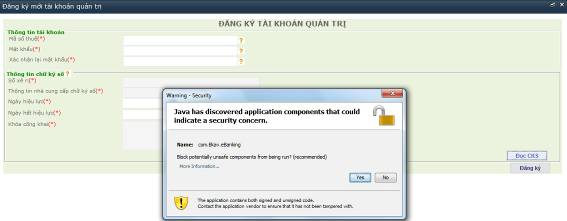 Đăng ký mới tài khoản quản trị
ĐĂNG KÝ TÀI KHOẢN QUẢN TRỊ
Thông tin tài khoản
Mã số thuế(*)
?
Mật khẩu(*)
?
Xác nhận lại mật khẩu(*)
?
Thông tin chữ ký số ?
Số xê ri(*)
Thông tin nhà cung cấp chữ ký số(*)
Ngày hiệu lực(*)
Ngày hết hiệu lực(*)
Khóa công khai(*)
Warning - Security
Java has discovered application components that could
indicate a security concern.
Name: com.Bkav.eBanking
Block potentially unsafe components from being run? (recommended)
More Information...
Yes
No
The application contains both signed and unsigned code.
Contact the application vendor to ensure that it has not been tampered with.
Đọc CKS
Đăng ký